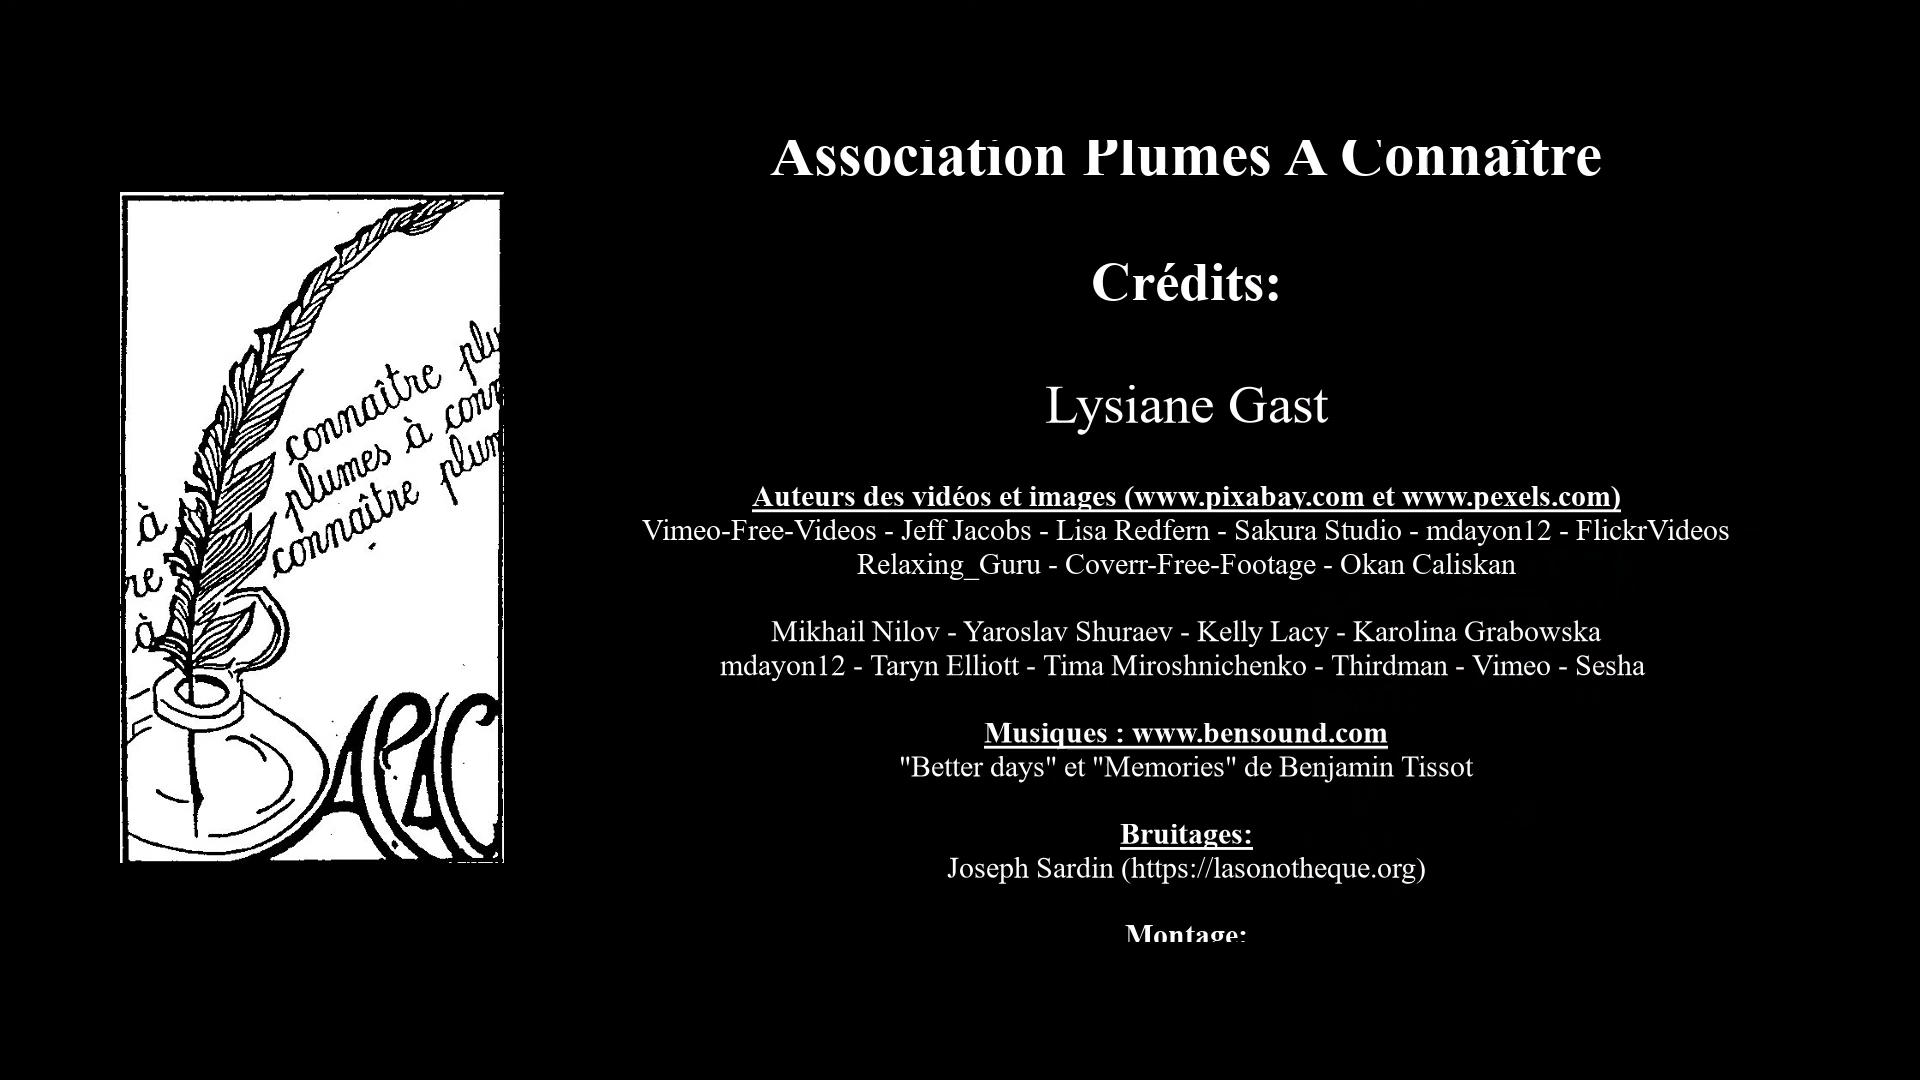 Association Plumes A Connaître
Crédits:
Lysiane Gast
Auteurs des vidéos et images (www.pixabay.com et www.pexels.com)
Vimeo-Free-Videos - Jeff Jacobs - Lisa Redfern - Sakura Studio - mdayon12 - FlickrVideos
Relaxing_Guru - Coverr-Free-Footage - Okan Caliskan
Mikhail Nilov - Yaroslav Shuraev - Kelly Lacy - Karolina Grabowska
mdayon12 - Taryn Elliott - Tima Miroshnichenko - Thirdman - Vimeo - Sesha
Musiques : www.bensound.com
"Better days" et "Memories" de Benjamin Tissot
Bruitages:
Joseph Sardin (https://lasonotheque.org)
Montage:
connaître plu
plumes à conn
connaître plum
à
re
à
APAC